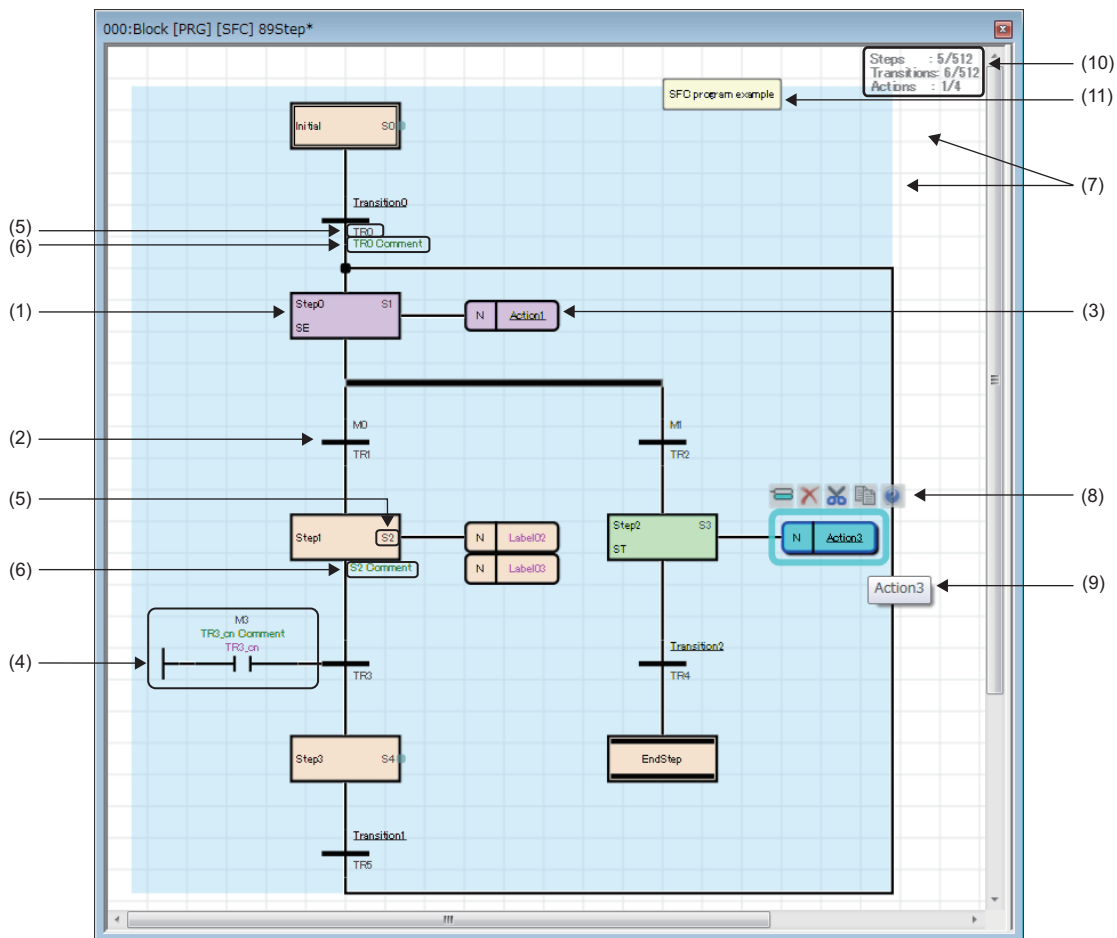 000:Block [PRG] [SFC] 89Step*
Steps : 5/512
Transitions: 6/512
Actions : 1/4
(10)
SFC program example
(11)
Initial S0
(7)
Transition0
(5)
TR0
(6)
TR0 Comment
(1)
Step0 S1
SE
N Action1
(3)
(2)
M0
TR1
M1
TR2
(5)
(8)
Step1 S2
N Label02
N Label03
Step2 S3
ST
N Action3
(6)
S2 Comment
Action3
(9)
M3
TR3_cn Comment
TR3_cn
(4)
TR3
Transition2
TR4
Step3 S4
EndStep
Transition1
TR5